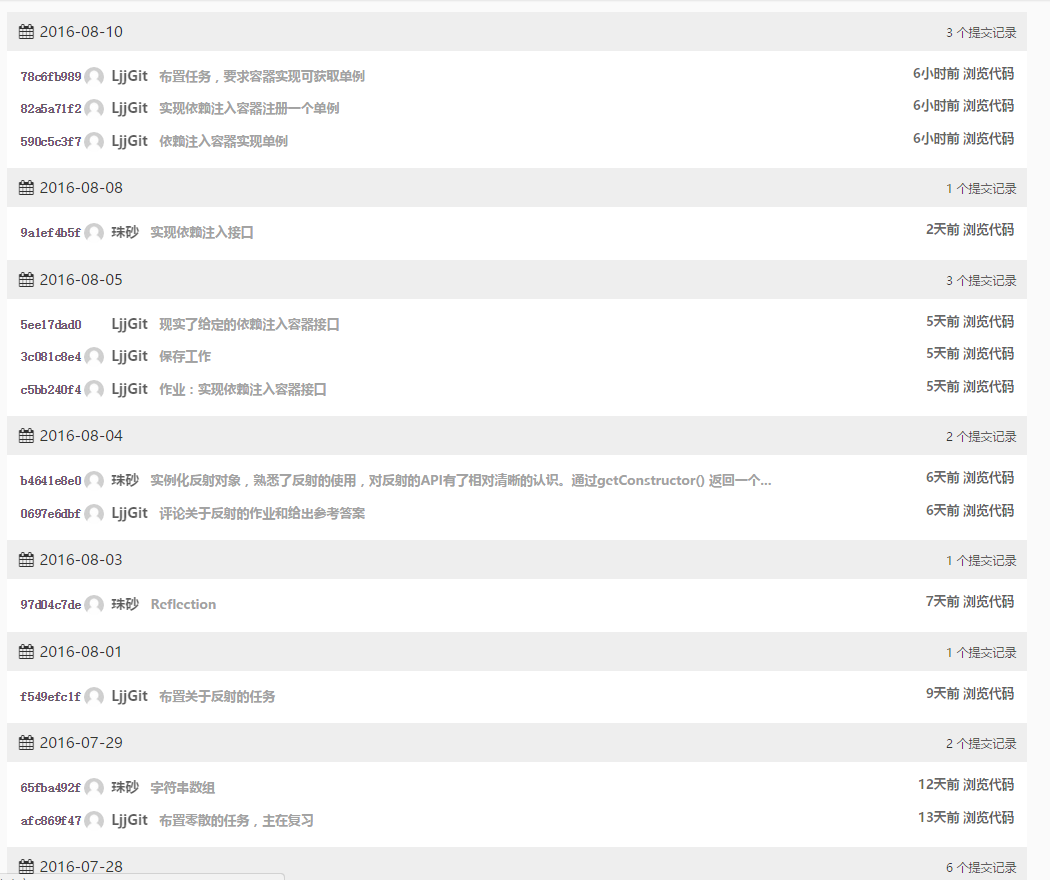 2016-08-10 3 个提交记录
78c6fb989 LjjGit 布置任务，要求容器实现可获取单例 6小时前 浏览代码
82a5a71f2 LjjGit 实现依赖注入容器注册一个单例 6小时前 浏览代码
590c5c3f7 LjjGit 依赖注入容器实现单例 6小时前 浏览代码
2016-08-08 1 个提交记录
9a1ef4b5f 珠砂 实现依赖注入接口 2天前 浏览代码
2016-08-05 3 个提交记录
5ee17dad0 LjjGit 现实了给定的依赖注入容器接口 5天前 浏览代码
3c081c8e4 LjjGit 保存工作 5天前 浏览代码
c5bb240f4 LjjGit 作业：实现依赖注入容器接口 5天前 浏览代码
2016-08-04 2 个提交记录
b4641e8e0 珠砂 实例化反射对象，熟悉了反射的使用，对反射的API有了相对清晰的认识。通过getConstructor() 返回一个... 6天前 浏览代码
0697e6dbf LjjGit 评论关于反射的作业和给出参考答案 6天前 浏览代码
2016-08-03 1 个提交记录
97d04c7de 珠砂 Reflection 7天前 浏览代码
2016-08-01 1 个提交记录
f549efc1f LjjGit 布置关于反射的任务 9天前 浏览代码
2016-07-29 2 个提交记录
65fba492f 珠砂 字符串数组 12天前 浏览代码
afc869f47 LjjGit 布置零散的任务，主在复习 13天前 浏览代码
2016-07-28 6 个提交记录